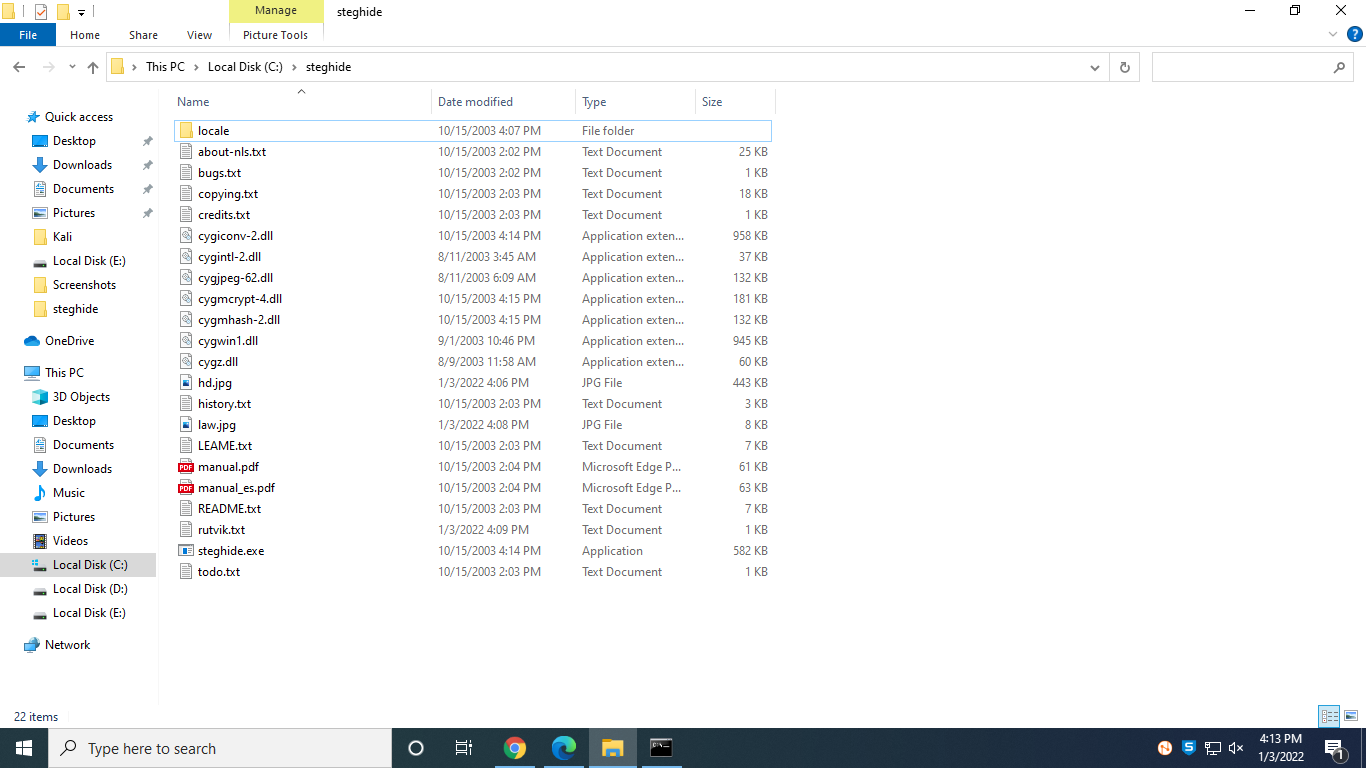 Manage
steghide
File
Home
Share
View
Picture Tools
?
This PC > Local Disk (C:) > steghide
Name
Date modified
Type
Size
Quick access
Desktop
Downloads
Documents
Pictures
Kali
Local Disk (E:)
Screenshots
steghide
OneDrive
This PC
3D Objects
Desktop
Documents
Downloads
Music
Pictures
Videos
Local Disk (C:)
Local Disk (D:)
Local Disk (E:)
Network
locale 10/15/2003 4:07 PM File folder
about-nls.txt 10/15/2003 2:02 PM Text Document 25 KB
bugs.txt 10/15/2003 2:02 PM Text Document 1 KB
copying.txt 10/15/2003 2:03 PM Text Document 18 KB
credits.txt 10/15/2003 2:03 PM Text Document 1 KB
cygiconv-2.dll 10/15/2003 4:14 PM Application exten... 958 KB
cygintl-2.dll 8/11/2003 3:45 AM Application exten... 37 KB
cygjpeg-62.dll 8/11/2003 6:09 AM Application exten... 132 KB
cygmcrypt-4.dll 10/15/2003 4:15 PM Application exten... 181 KB
cygmhash-2.dll 10/15/2003 4:15 PM Application exten... 132 KB
cygwin1.dll 9/1/2003 10:46 PM Application exten... 945 KB
cygz.dll 8/9/2003 11:58 AM Application exten... 60 KB
hd.jpg 1/3/2022 4:06 PM JPG File 443 KB
history.txt 10/15/2003 2:03 PM Text Document 3 KB
law.jpg 1/3/2022 4:08 PM JPG File 8 KB
LEAME.txt 10/15/2003 2:03 PM Text Document 7 KB
PDF manual.pdf 10/15/2003 2:04 PM Microsoft Edge P... 61 KB
PDF manual_es.pdf 10/15/2003 2:04 PM Microsoft Edge P... 63 KB
README.txt 10/15/2003 2:03 PM Text Document 7 KB
rutvik.txt 1/3/2022 4:09 PM Text Document 1 KB
steghide.exe 10/15/2003 4:14 PM Application 582 KB
todo.txt 10/15/2003 2:03 PM Text Document 1 KB
22 items
Type here to search
4:13 PM
1/3/2022
1